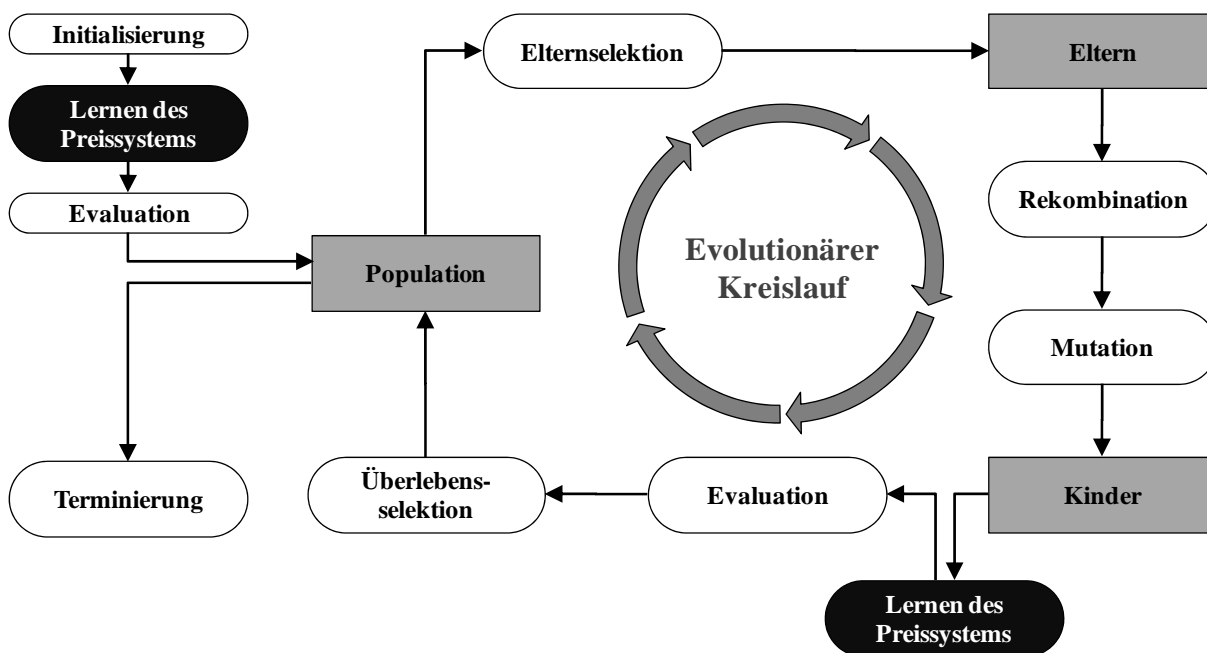 Initialisierung
Lernen des
Preissystems
Evaluation
Population
Terminierung
Elternselektion
Eltern
Rekombination
Mutation
Kinder
Lernen des
Preissystems
Evaluation
Überlebens-
selektion
Evolutionärer
Kreislauf